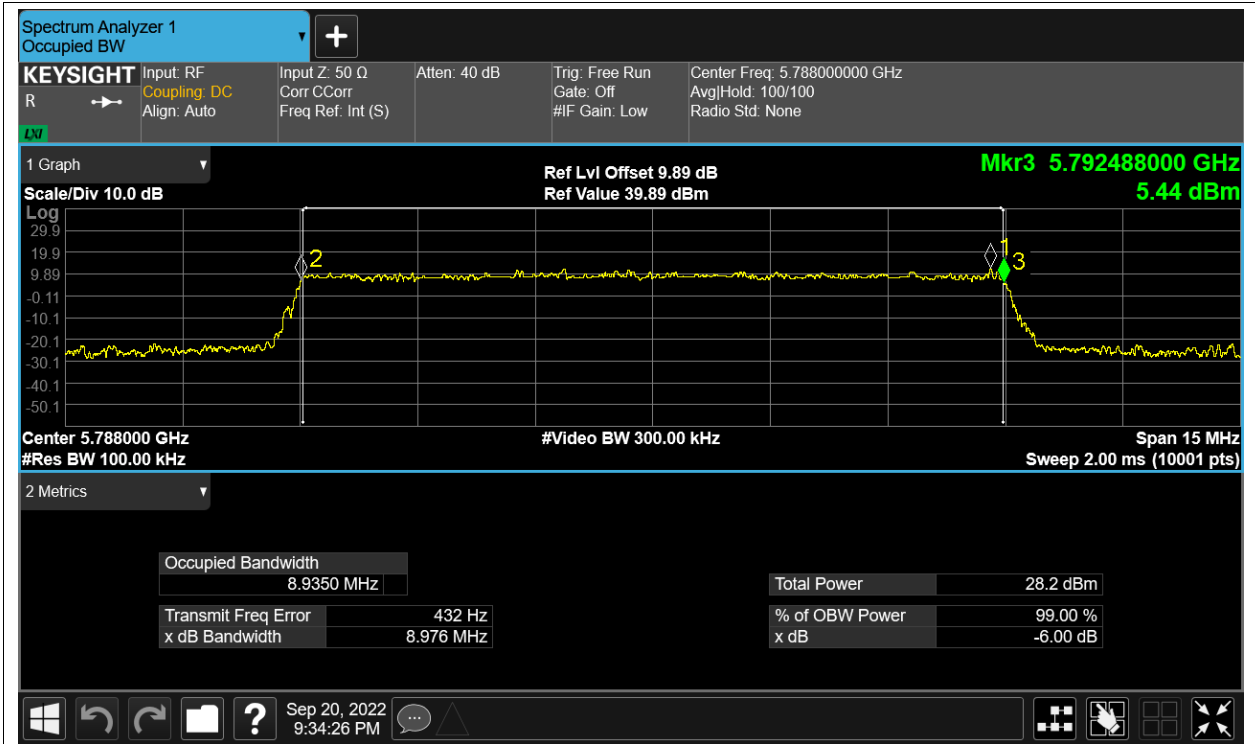 Spectrum Analyzer 1
Occupied BW
KEYSIGHT
R
LXI
Input: RF
Coupling: DC
Align: Auto
Input Z: 50 Ω
Corr CCorr
Freq Ref: Int (S)
Atten: 40 dB
Trig: Free Run
Gate: Off
#IF Gain: Low
Center Freq: 5.788000000 GHz
Avg|Hold: 100/100
Radio Std: None
1 Graph
Scale/Div 10.0 dB
Ref Lvl Offset 9.89 dB
Ref Value 39.89 dBm
Mkr3 5.792488000 GHz
5.44 dBm
Log
29.9
19.9
9.89
-0.11
-10.1
-20.1
-30.1
-40.1
-50.1
2
1
3
Center 5.788000 GHz
#Res BW 100.00 kHz
#Video BW 300.00 kHz
Span 15 MHz
Sweep 2.00 ms (10001 pts)
2 Metrics
Occupied Bandwidth
8.9350 MHz
Transmit Freq Error 432 Hz
x dB Bandwidth 8.976 MHz
Total Power 28.2 dBm
% of OBW Power 99.00 %
x dB -6.00 dB
?
Sep 20, 2022
9:34:26 PM